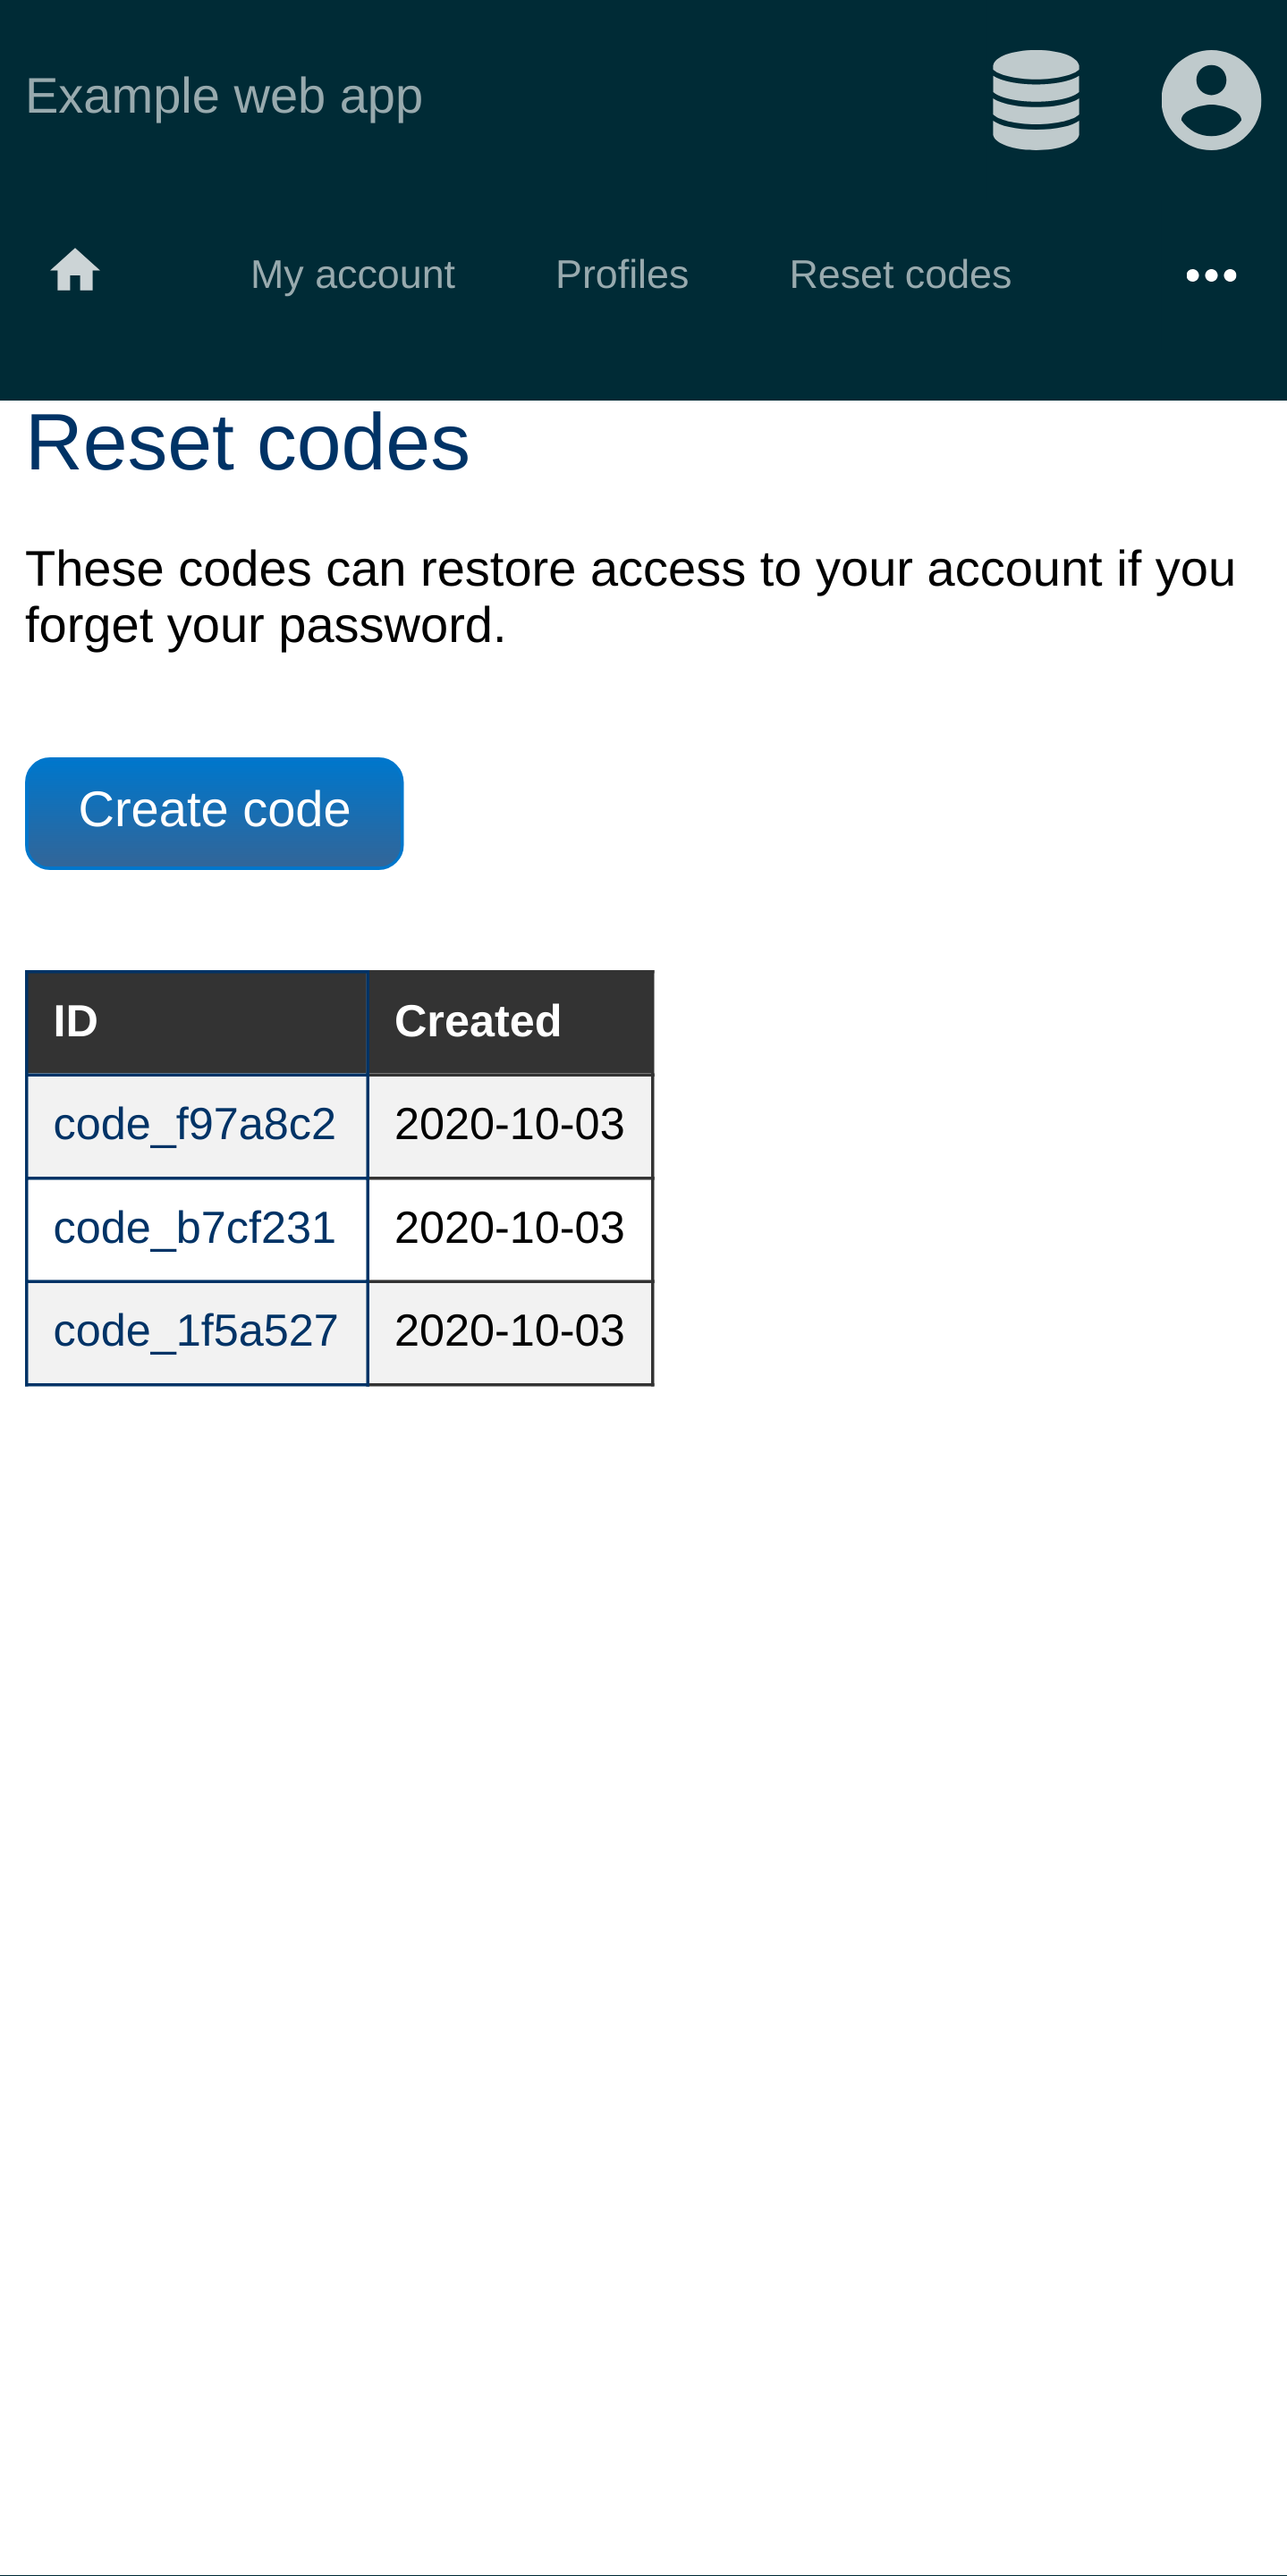 Example web app
My account Profiles Reset codes
Reset codes
These codes can restore access to your account if you
forget your password.
Create code
ID Created
code_f97a8c2 2020-10-03
code_b7cf231 2020-10-03
code_1f5a527 2020-10-03